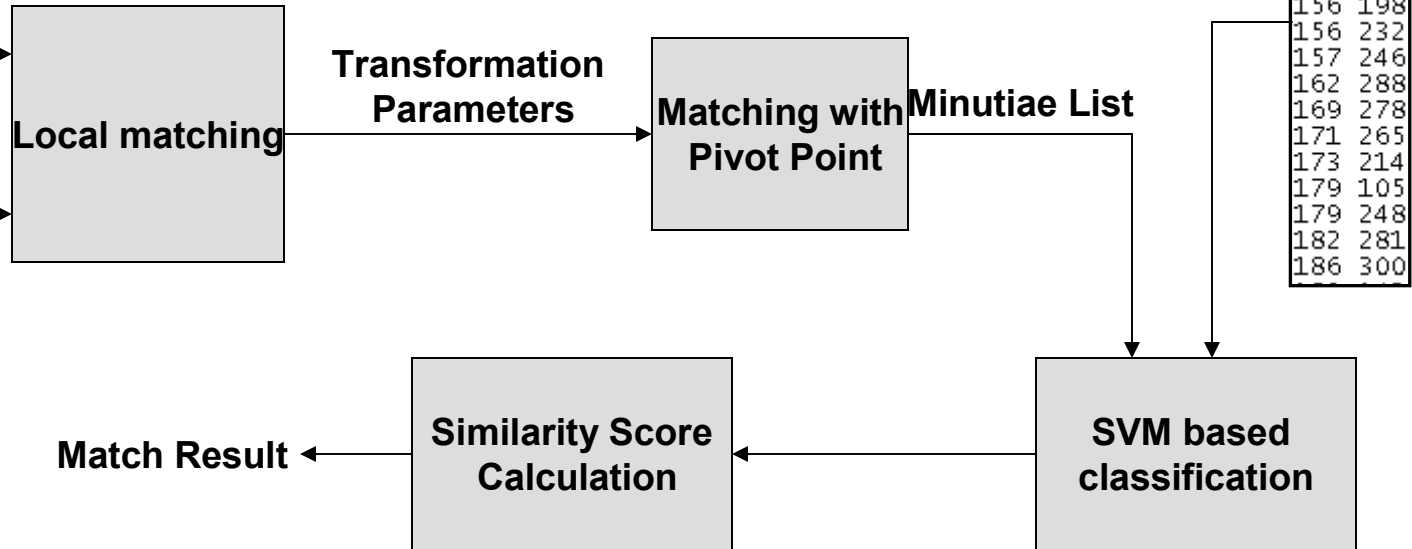 Local matching
Transformation
Parameters
Matching with
Pivot Point
Minutiae List
156 198
156 232
157 246
162 288
169 278
171 265
173 214
179 105
179 248
182 281
186 300
Match Result
Similarity Score
Calculation
SVM based
classification